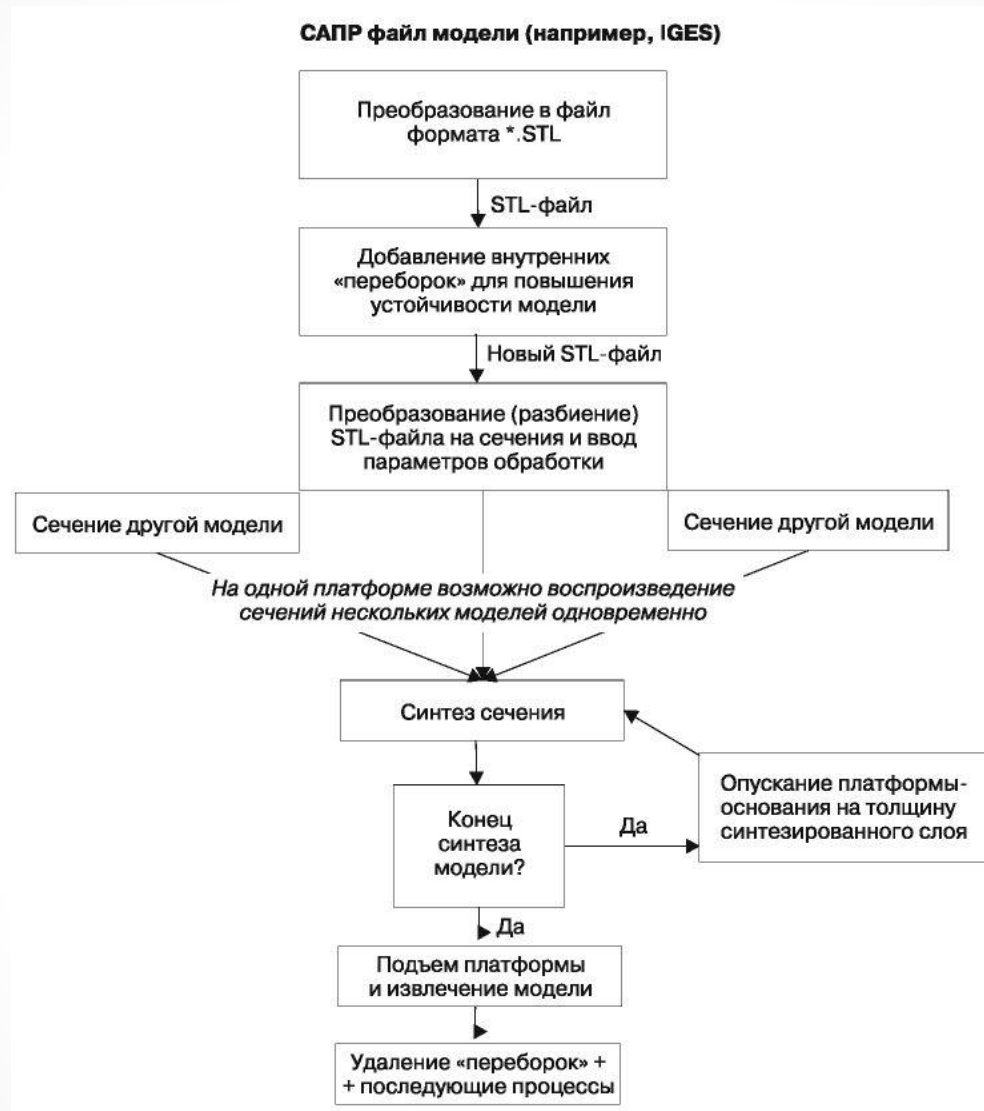 САПР файл модели (например, IGES)
Преобразование в файл
формата *.STL
STL-файл
Добавление внутренних
«переборок» для повышения
устойчивости модели
Новый STL-файл
Преобразование (разбиение)
STL-файла на сечения и ввод
параметров обработки
Сечение другой модели
Сечение другой модели
На одной платформе возможно воспроизведение
сечений нескольких моделей одновременно
Синтез сечения
Конец
синтеза
модели?
Да
Опускание платформы-
основания на толщину
синтезированного слоя
Да
Подъем платформы
и извлечение модели
Удаление «переборок» +
+ последующие процессы